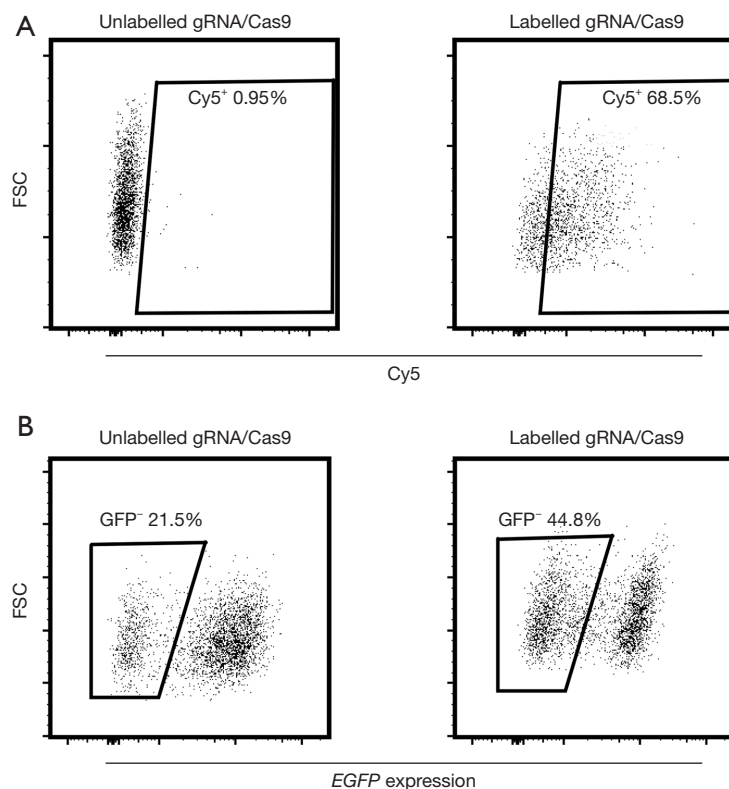 A
Unlabelled gRNA/Cas9
Labelled gRNA/Cas9
Cy5⁺ 0.95%
Cy5⁺ 68.5%
FSC
Cy5
B
Unlabelled gRNA/Cas9
Labelled gRNA/Cas9
GFP⁻ 21.5%
GFP⁻ 44.8%
FSC
EGFP expression